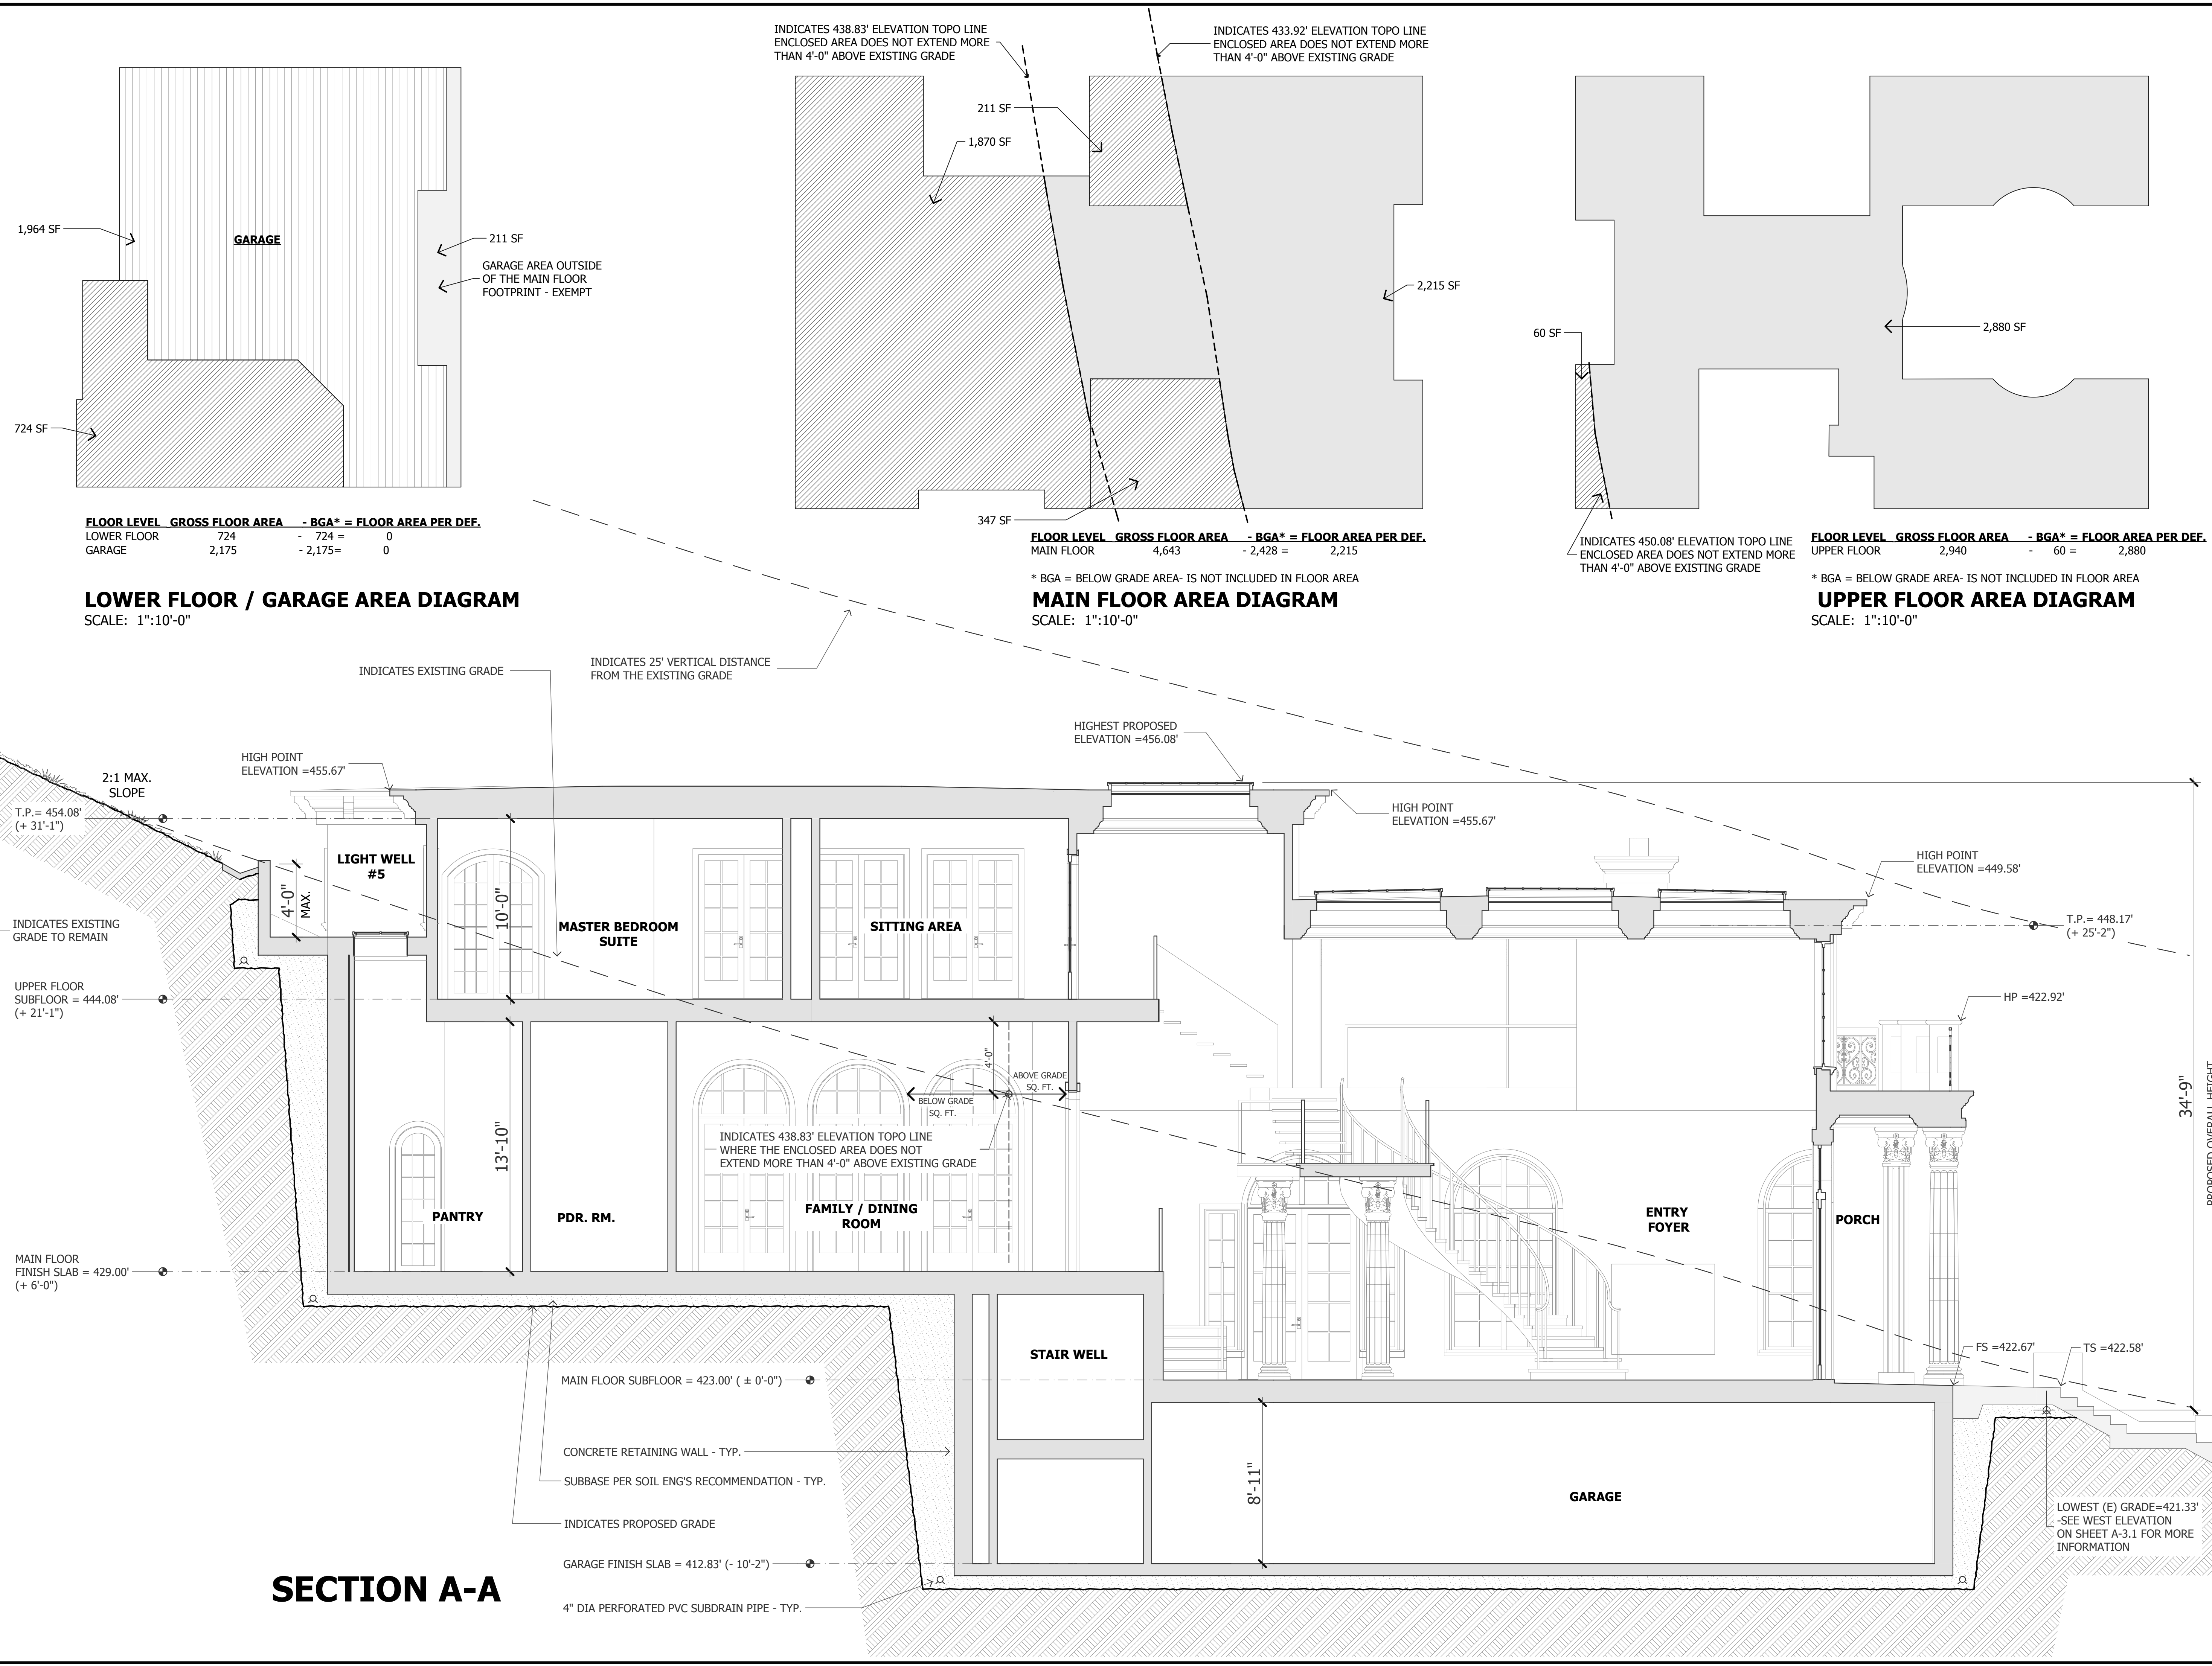 INDICATES 438.83' ELEVATION TOPO LINE
ENCLOSED AREA DOES NOT EXTEND MORE
THAN 4'-0" ABOVE EXISTING GRADE
INDICATES 433.92' ELEVATION TOPO LINE
ENCLOSED AREA DOES NOT EXTEND MORE
THAN 4'-0" ABOVE EXISTING GRADE
1,964 SF
GARAGE
211 SF
GARAGE AREA OUTSIDE
OF THE MAIN FLOOR
FOOTPRINT - EXEMPT
724 SF
FLOOR LEVEL GROSS FLOOR AREA - BGA* = FLOOR AREA PER DEF.
LOWER FLOOR 724 - 724 = 0
GARAGE 2,175 - 2,175= 0
LOWER FLOOR / GARAGE AREA DIAGRAM
SCALE: 1":10'-0"
211 SF
1,870 SF
2,215 SF
347 SF
FLOOR LEVEL GROSS FLOOR AREA - BGA* = FLOOR AREA PER DEF.
MAIN FLOOR 4,643 - 2,428 = 2,215
* BGA = BELOW GRADE AREA- IS NOT INCLUDED IN FLOOR AREA
MAIN FLOOR AREA DIAGRAM
SCALE: 1":10'-0"
60 SF
2,880 SF
INDICATES 450.08' ELEVATION TOPO LINE
ENCLOSED AREA DOES NOT EXTEND MORE
THAN 4'-0" ABOVE EXISTING GRADE
FLOOR LEVEL GROSS FLOOR AREA - BGA* = FLOOR AREA PER DEF.
UPPER FLOOR 2,940 - 60 = 2,880
* BGA = BELOW GRADE AREA- IS NOT INCLUDED IN FLOOR AREA
UPPER FLOOR AREA DIAGRAM
SCALE: 1":10'-0"
INDICATES EXISTING GRADE
INDICATES 25' VERTICAL DISTANCE
FROM THE EXISTING GRADE
HIGHEST PROPOSED
ELEVATION =456.08'
HIGH POINT
ELEVATION =455.67'
2:1 MAX.
SLOPE
T.P.= 454.08'
(+ 31'-1")
HIGH POINT
ELEVATION =455.67'
HIGH POINT
ELEVATION =449.58'
LIGHT WELL
#5
4'-0"
MAX.
10'-0"
MASTER BEDROOM
SUITE
SITTING AREA
T.P.= 448.17'
(+ 25'-2")
INDICATES EXISTING
GRADE TO REMAIN
UPPER FLOOR
SUBFLOOR = 444.08'
(+ 21'-1")
HP =422.92'
4'-0"
ABOVE GRADE
SQ. FT.
BELOW GRADE
SQ. FT.
34'-9"
PROPOSED OVERALL HEIGHT
13'-10"
INDICATES 438.83' ELEVATION TOPO LINE
WHERE THE ENCLOSED AREA DOES NOT
EXTEND MORE THAN 4'-0" ABOVE EXISTING GRADE
PANTRY
PDR. RM.
FAMILY / DINING
ROOM
ENTRY
FOYER
PORCH
MAIN FLOOR
FINISH SLAB = 429.00'
(+ 6'-0")
STAIR WELL
FS =422.67'
TS =422.58'
MAIN FLOOR SUBFLOOR = 423.00' ( ± 0'-0")
CONCRETE RETAINING WALL - TYP.
SUBBASE PER SOIL ENG'S RECOMMENDATION - TYP.
8'-11"
GARAGE
INDICATES PROPOSED GRADE
LOWEST (E) GRADE=421.33'
-SEE WEST ELEVATION
ON SHEET A-3.1 FOR MORE
INFORMATION
GARAGE FINISH SLAB = 412.83' (- 10'-2")
SECTION A-A
4" DIA PERFORATED PVC SUBDRAIN PIPE - TYP.